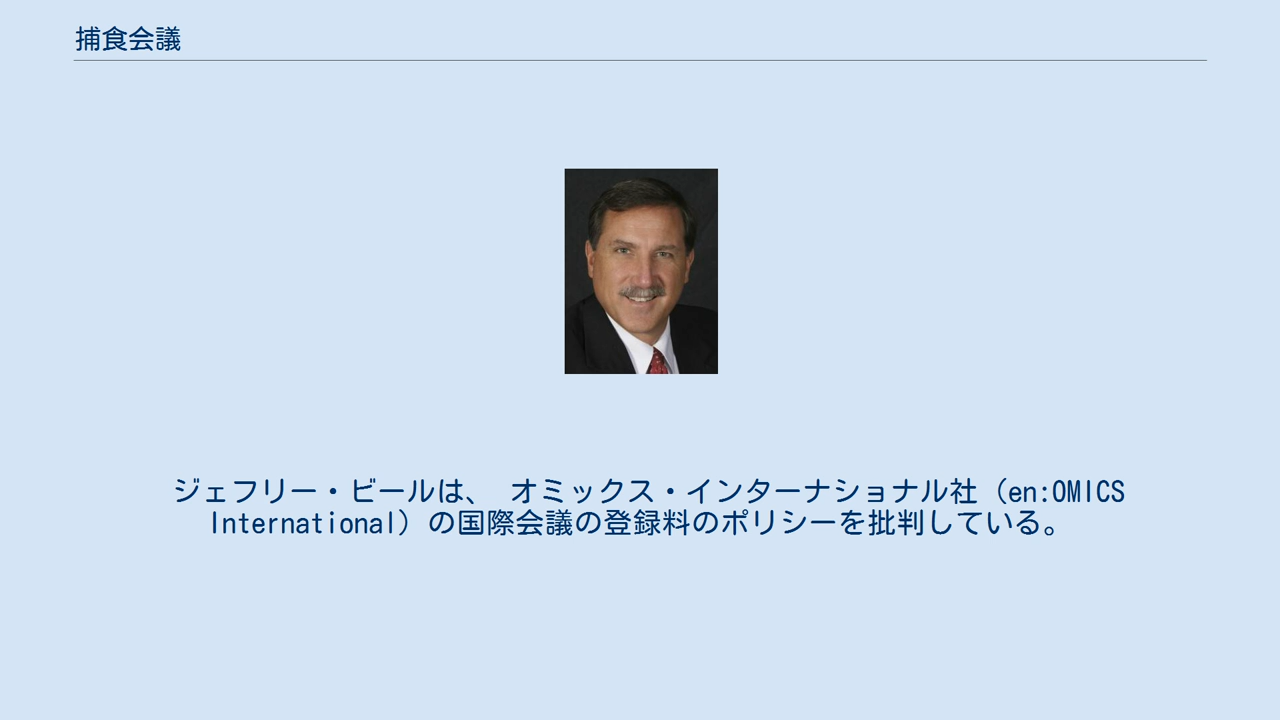 捕食会議
ジェフリー・ビールは、 オミックス・インターナショナル社（en:OMICS
International）の国際会議の登録料のポリシーを批判している。